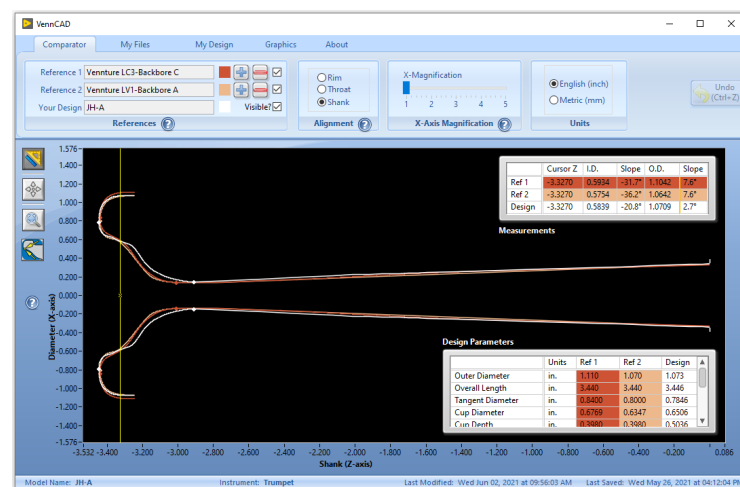 VennCAD
Comparator My Files My Design Graphics About
Reference 1 Vennture LC3-Backbore C
Reference 2 Vennture LV1-Backbore A
Your Design JH-A Visible?
References
Rim
Throat
Shank
Alignment
X-Magnification
1 2 3 4 5
X-Axis Magnification
English (inch)
Metric (mm)
Units
Undo
(Ctrl+Z)
Cursor Z I.D. Slope O.D. Slope
Ref 1 -3.3270 0.5934 -31.7° 1.1042 7.6°
Ref 2 -3.3270 0.5754 -36.2° 1.0642 7.6°
Design -3.3270 0.5839 -20.8° 1.0709 2.7°
Measurements
Diameter (X-axis)
1.576
1.400
1.200
1.000
0.800
0.600
0.400
0.200
0.000
-0.200
-0.400
-0.600
-0.800
-1.000
-1.200
-1.400
-1.576
Design Parameters
Units Ref 1 Ref 2 Design
Outer Diameter in. 1.110 1.070 1.073
Overall Length in. 3.440 3.440 3.446
Tangent Diameter in. 0.8400 0.8000 0.7846
Cup Diameter in. 0.6769 0.6347 0.6506
Cup Depth in. 0.3980 0.3980 0.5036
-3.532 -3.400 -3.200 -3.000 -2.800 -2.600 -2.400 -2.200 -2.000 -1.800 -1.600 -1.400 -1.200 -1.000 -0.800 -0.600 -0.400 -0.200 0.086
Shank (Z-axis)
Model Name: JH-A Instrument: Trumpet Last Modified: Wed Jun 02, 2021 at 09:56:03 AM Last Saved: Wed May 26, 2021 at 04:12:04 PM